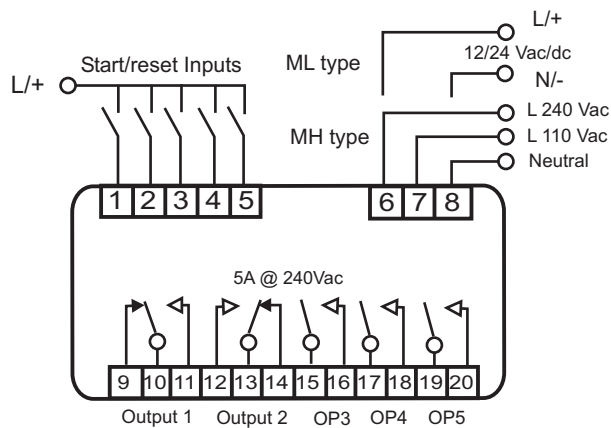 L/+
ML type
12/24 Vac/dc
N/-
Start/reset Inputs
L/+
MH type
L 240 Vac
L 110 Vac
Neutral
1 2 3 4 5
6 7 8
5A @ 240Vac
9 10 11 12 13 14 15 16 17 18 19 20
Output 1 Output 2 OP3 OP4 OP5